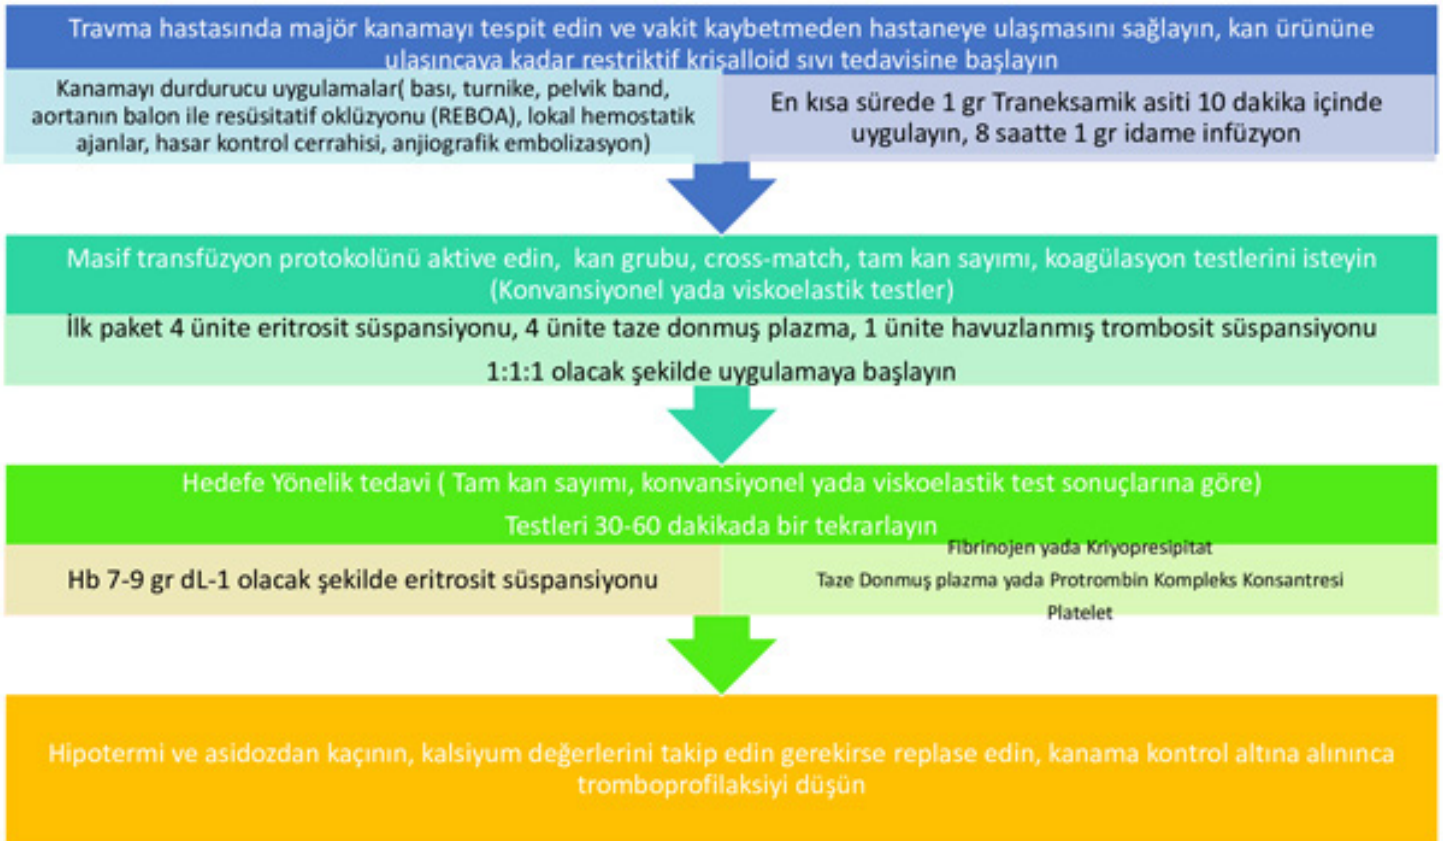 Travma hastasında majör kanamayı tespit edin ve vakit kaybetmeden hastaneye ulaşmasını sağlayın, kan ürününe
ulaşıncaya kadar restriktif krisalloid sıvı tedavisine başlayın
Kanamayı durdurucu uygulamalar( bası, turnike, pelvik band,
aortanın balon ile resüsitatif oklüzyonu (REBOA), lokal hemostatik
ajanlar, hasar kontrol cerrahisi, anjiografik embolizasyon)
En kısa sürede 1 gr Traneksamik asiti 10 dakika içinde
uygulayın, 8 saatte 1 gr idame infüzyon
Masif transfüzyon protokolünü aktive edin, kan grubu, cross-match, tam kan sayımı, koagülasyon testlerini isteyin
(Konvansiyonel yada viskoelastik testler)
İlk paket 4 ünite eritrosit süspansiyonu, 4 ünite taze donmuş plazma, 1 ünite havuzlanmış trombosit süspansiyonu
1:1:1 olacak şekilde uygulamaya başlayın
Hedefe Yönelik tedavi ( Tam kan sayımı, konvansiyonel yada viskoelastik test sonuçlarına göre)
Testleri 30-60 dakikada bir tekrarlayın
Hb 7-9 gr dL-1 olacak şekilde eritrosit süspansiyonu
Fibrinojen yada Kriyopresipitat
Taze Donmuş plazma yada Protrombin Kompleks Konsantresi
Platelet
Hipotermi ve asidozdan kaçının, kalsiyum değerlerini takip edin gerekirse replase edin, kanama kontrol altına alınınca
tromboprofilaksiyi düşün